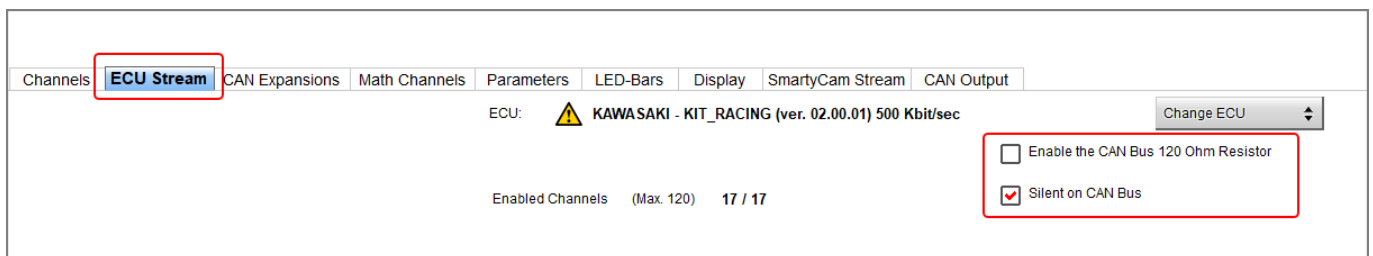 Channels ECU Stream CAN Expansions Math Channels Parameters LED-Bars Display SmartyCam Stream CAN Output
ECU: KAWASAKI - KIT_RACING (ver. 02.00.01) 500 Kbit/sec Change ECU
Enable the CAN Bus 120 Ohm Resistor
Enabled Channels (Max. 120) 17 / 17 Silent on CAN Bus